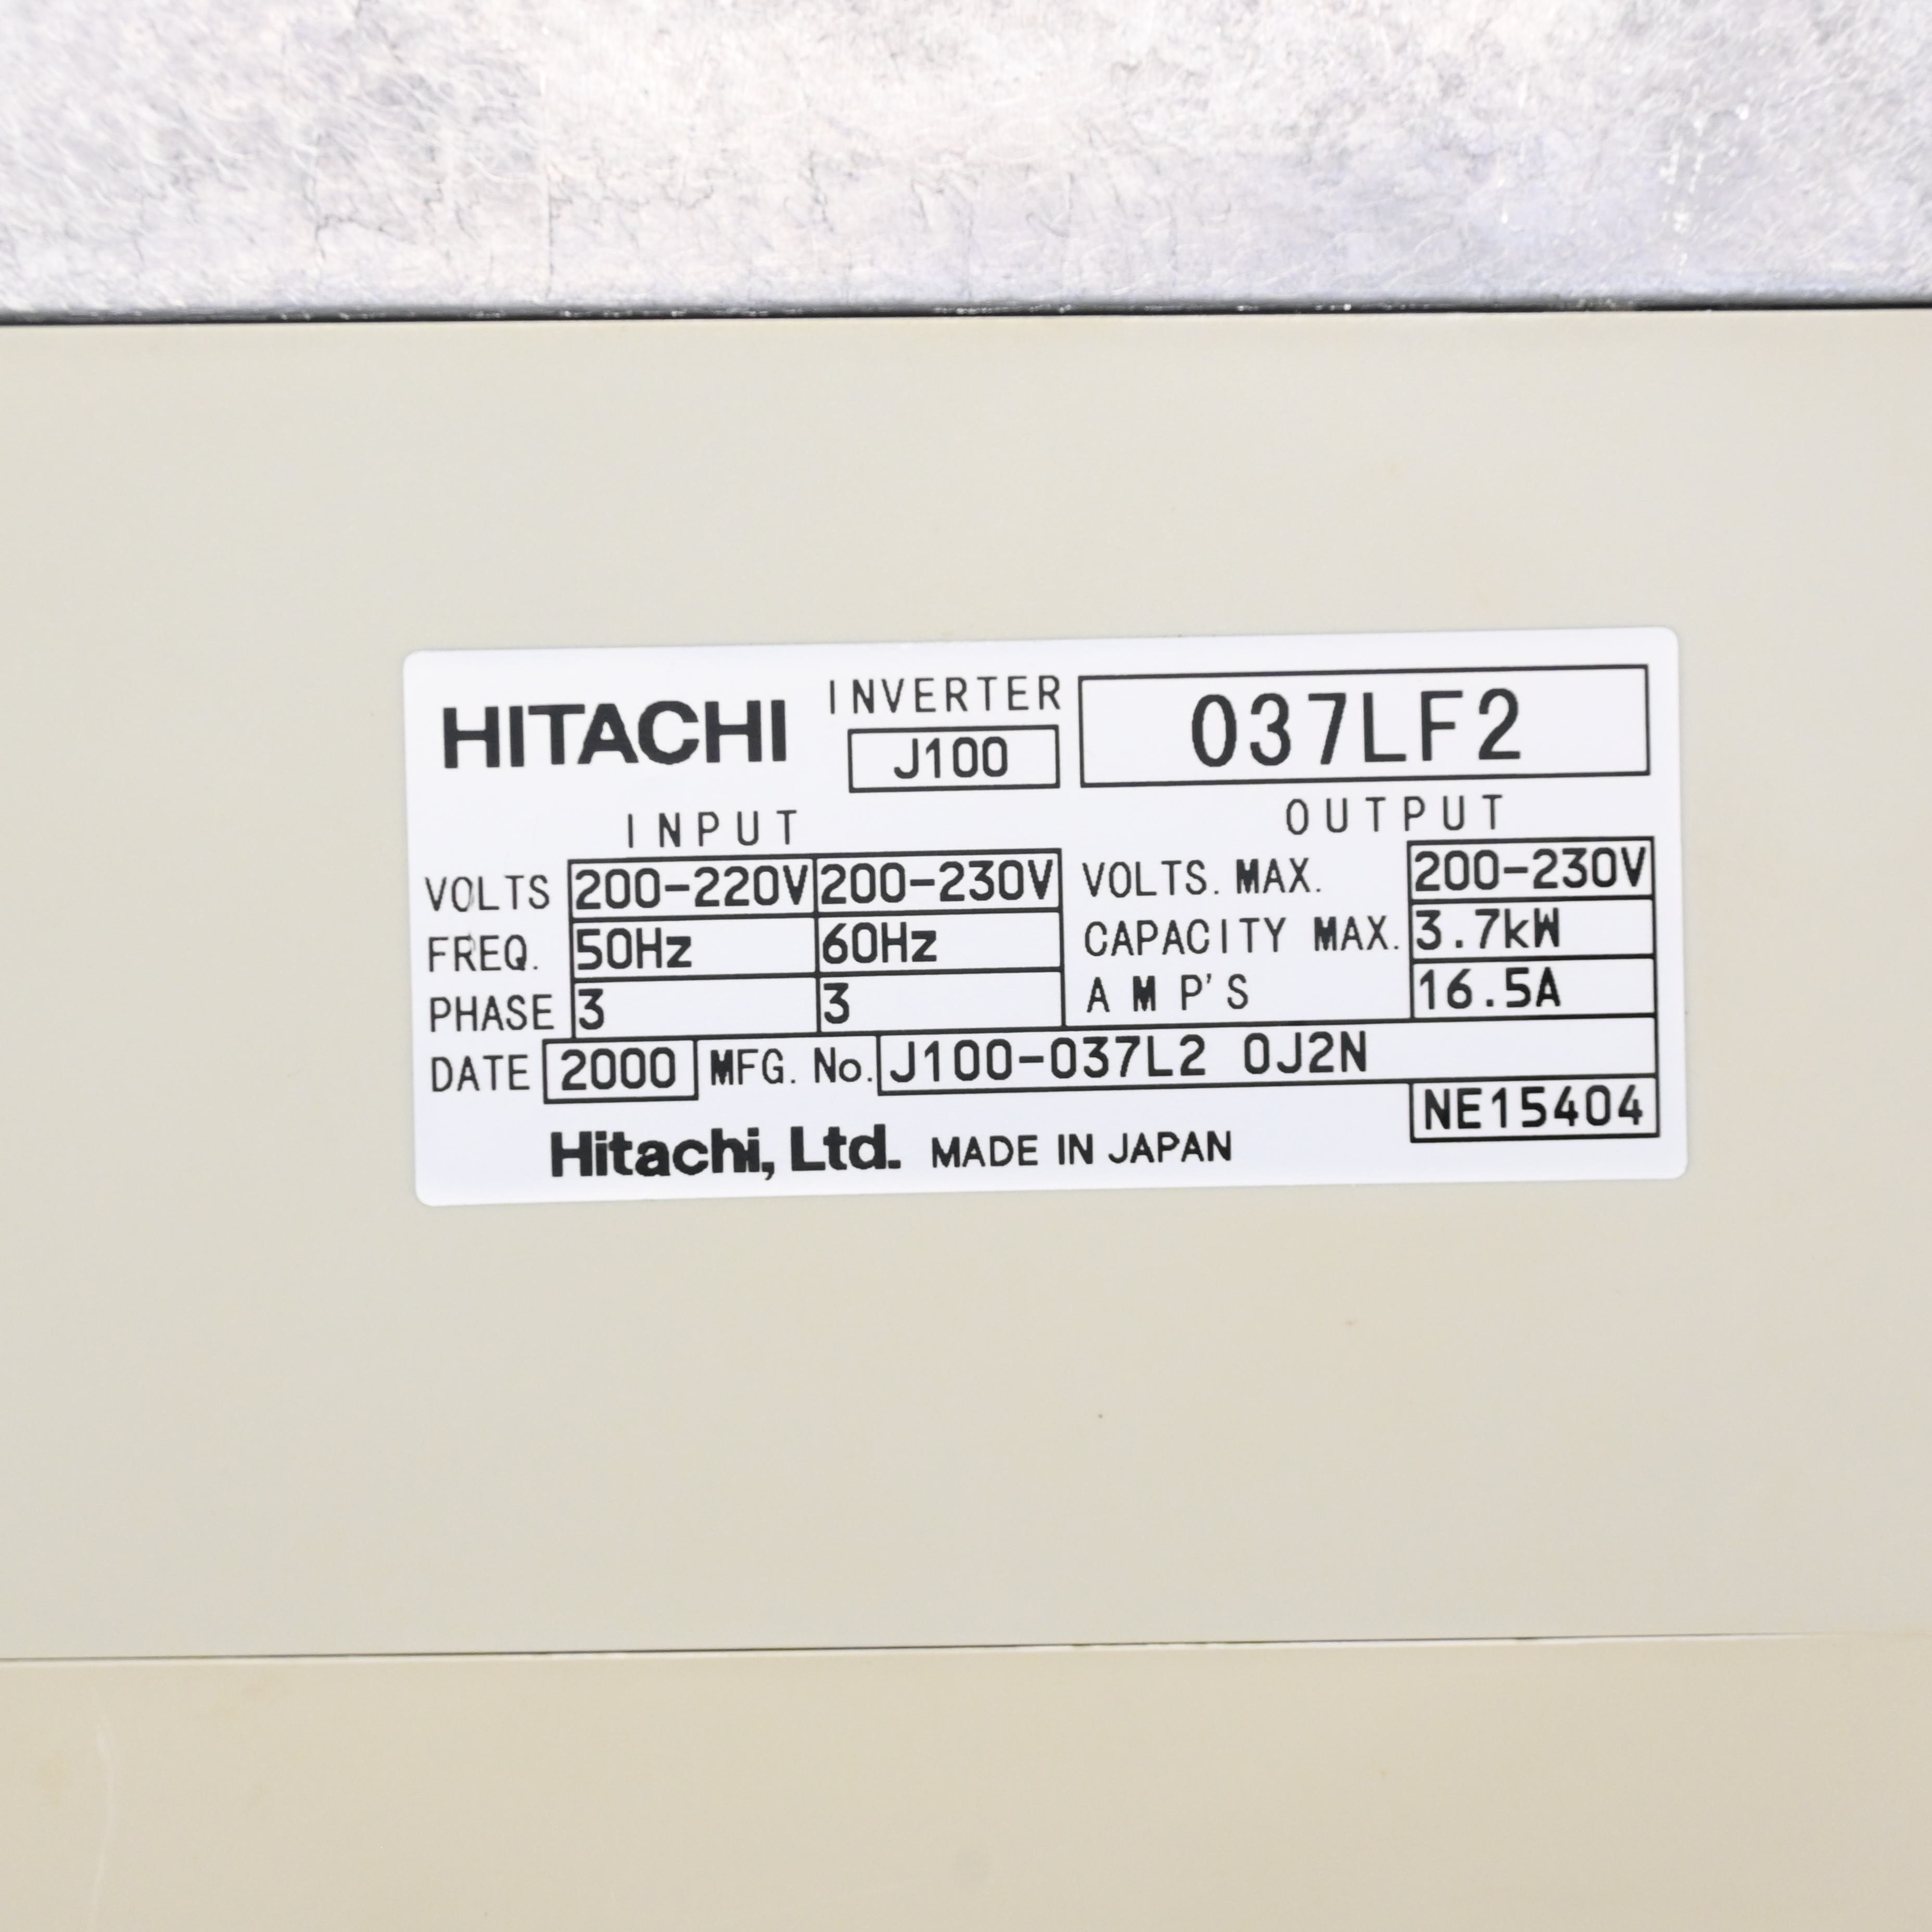 HITACHI INVERTER J100 037LF2
INPUT OUTPUT
VOLTS 200-220V 200-230V VOLTS. MAX. 200-230V
FREQ. 50Hz 60Hz CAPACITY MAX. 3.7kW
PHASE 3 3 AMP'S 16.5A
DATE 2000 MFG. No. J100-037L2 0J2N
NE15404
Hitachi, Ltd. MADE IN JAPAN